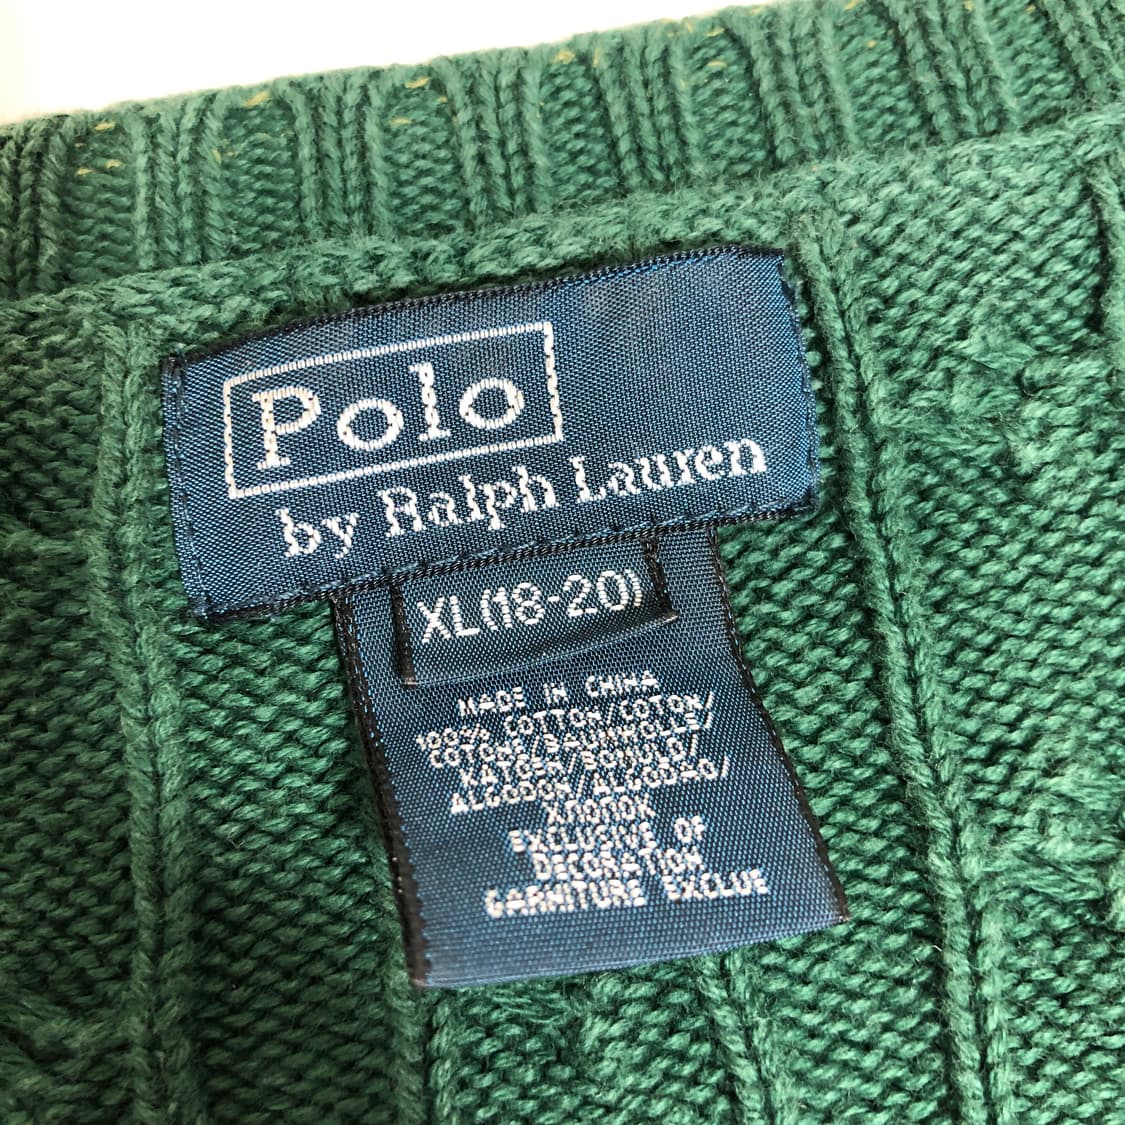 Polo
by Ralph Lauren
XL(18-20)
MADE IN CHINA
100% COTTON/COTON/
KATOEN/
ALGODON/
EXCLUSIVE OF
DECORATION
GARNITURE EXCLUE